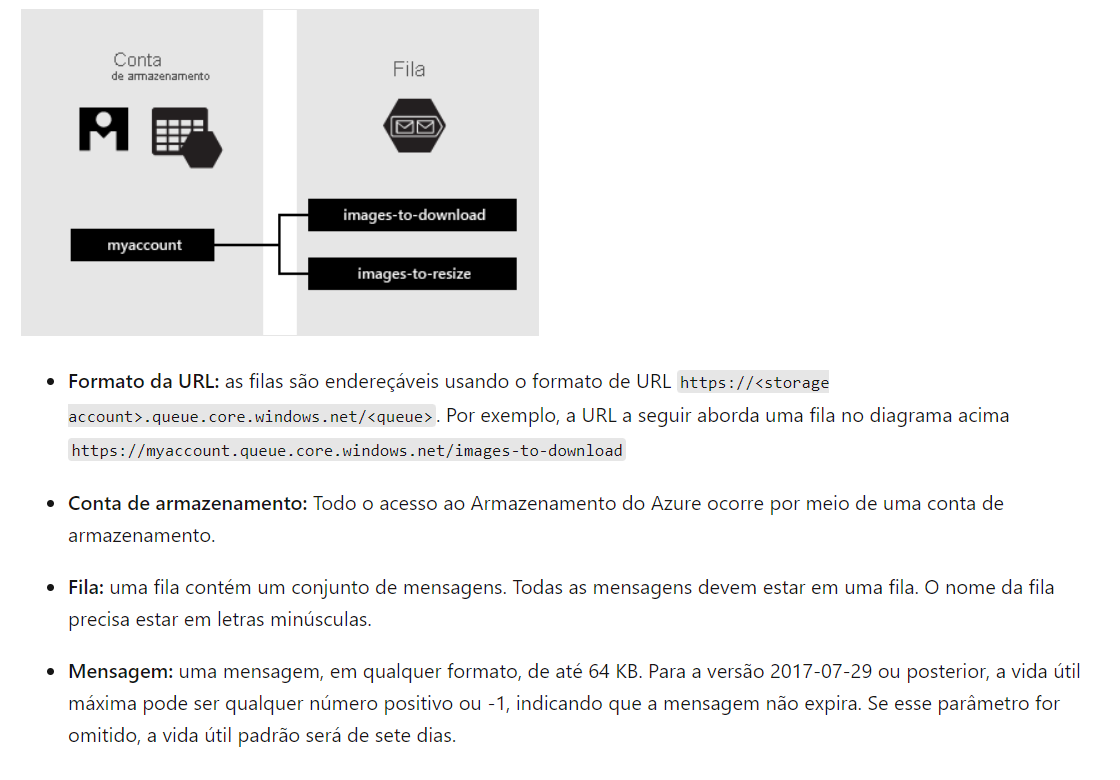 Conta
de armazenamento
Fila
images-to-download
myaccount
images-to-resize
• Formato da URL: as filas são endereçáveis usando o formato de URL https://<storage
account>.queue.core.windows.net/<queue>. Por exemplo, a URL a seguir aborda uma fila no diagrama acima
https://myaccount.queue.core.windows.net/images-to-download
• Conta de armazenamento: Todo o acesso ao Armazenamento do Azure ocorre por meio de uma conta de
armazenamento.
• Fila: uma fila contém um conjunto de mensagens. Todas as mensagens devem estar em uma fila. O nome da fila
precisa estar em letras minúsculas.
• Mensagem: uma mensagem, em qualquer formato, de até 64 KB. Para a versão 2017-07-29 ou posterior, a vida útil
máxima pode ser qualquer número positivo ou -1, indicando que a mensagem não expira. Se esse parâmetro for
omitido, a vida útil padrão será de sete dias.